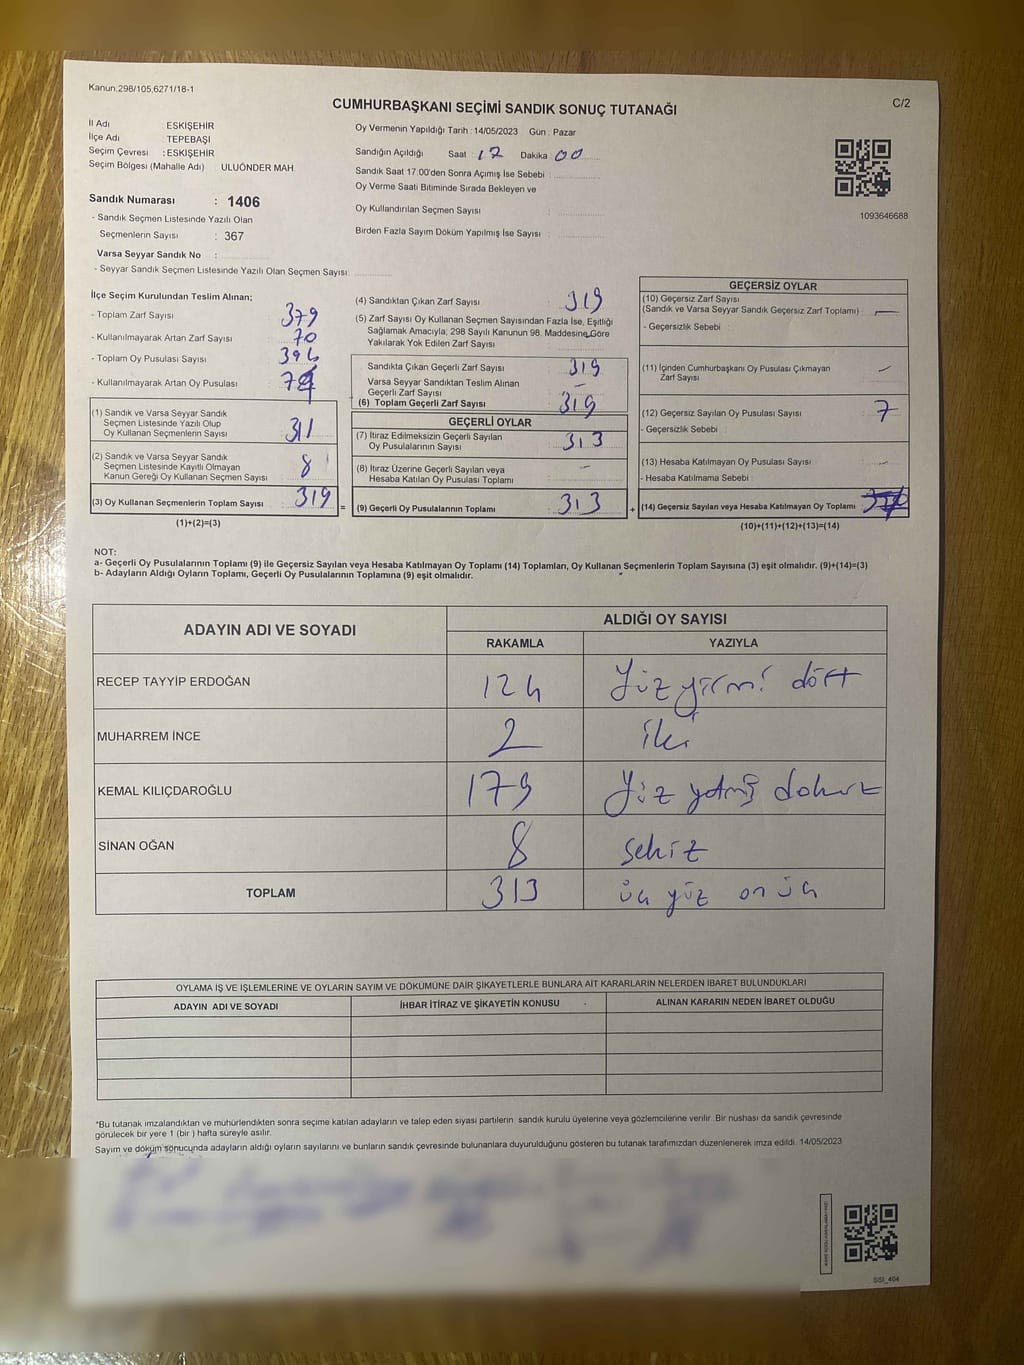 Kanun,298/105,6271/18-1
C/2
CUMHURBAŞKANI SEÇİMİ SANDIK SONUÇ TUTANAĞI
İl Adı : ESKİŞEHİR
İlçe Adı : TEPEBAŞI
Seçim Çevresi : ESKİŞEHİR
Seçim Bölgesi (Mahalle Adı) : ULUÖNDER MAH
Sandık Numarası : 1406
- Sandık Seçmen Listesinde Yazılı Olan
Seçmenlerin Sayısı : 367
Varsa Seyyar Sandık No :
- Seyyar Sandık Seçmen Listesinde Yazılı Olan Seçmen Sayısı:
Oy Vermenin Yapıldığı Tarih : 14/05/2023 Gün : Pazar
Sandığın Açıldığı Saat : 17 Dakika : 00
Sandık Saat 17.00'den Sonra Açımış İse Sebebi :
Oy Verme Saati Bitiminde Sırada Bekleyen ve
Oy Kullandırılan Seçmen Sayısı :
Birden Fazla Sayım Döküm Yapılmış İse Sayısı :
1093646688
İlçe Seçim Kurulundan Teslim Alınan;
- Toplam Zarf Sayısı : 379
- Kullanılmayarak Artan Zarf Sayısı : 70
- Toplam Oy Pusulası Sayısı : 394
- Kullanılmayarak Artan Oy Pusulası :
(1) Sandık ve Varsa Seyyar Sandık
Seçmen Listesinde Yazılı Olup
Oy Kullanan Seçmenlerin Sayısı : 311
(2) Sandık ve Varsa Seyyar Sandık
Seçmen Listesinde Kayıtlı Olmayan
Kanun Gereği Oy Kullanan Seçmen Sayısı : 8
(3) Oy Kullanan Seçmenlerin Toplam Sayısı : 319
(1)+(2)=(3)
(4) Sandıktan Çıkan Zarf Sayısı : 319
(5) Zarf Sayısı Oy Kullanan Seçmen Sayısından Fazla İse, Eşitliği
Sağlamak Amacıyla; 298 Sayılı Kanunun 98. Maddesine Göre
Yakılarak Yok Edilen Zarf Sayısı :
Sandıkta Çıkan Geçerli Zarf Sayısı : 319
Varsa Seyyar Sandıktan Teslim Alınan
Geçerli Zarf Sayısı : -
(6) Toplam Geçerli Zarf Sayısı : 319
GEÇERLİ OYLAR
(7) İtiraz Edilmeksizin Geçerli Sayılan
Oy Pusulalarının Sayısı : 313
(8) İtiraz Üzerine Geçerli Sayılan veya
Hesaba Katılan Oy Pusulası Toplamı : -
= (9) Geçerli Oy Pusulalarının Toplamı : 313
GEÇERSİZ OYLAR
(10) Geçersiz Zarf Sayısı
(Sandık ve Varsa Seyyar Sandık Geçersiz Zarf Toplamı) : -
- Geçersizlik Sebebi :
(11) İçinden Cumhurbaşkanı Oy Pusulası Çıkmayan
Zarf Sayısı : -
(12) Geçersiz Sayılan Oy Pusulası Sayısı : 7
- Geçersizlik Sebebi :
(13) Hesaba Katılmayan Oy Pusulası Sayısı : -
- Hesaba Katılmama Sebebi :
+ (14) Geçersiz Sayılan veya Hesaba Katılmayan Oy Toplamı :
(10)+(11)+(12)+(13)=(14)
NOT:
a- Geçerli Oy Pusulalarının Toplamı (9) ile Geçersiz Sayılan veya Hesaba Katılmayan Oy Toplamı (14) Toplamları, Oy Kullanan Seçmenlerin Toplam Sayısına (3) eşit olmalıdır. (9)+(14)=(3)
b- Adayların Aldığı Oyların Toplamı, Geçerli Oy Pusulalarının Toplamına (9) eşit olmalıdır.
ADAYIN ADI VE SOYADI ALDIĞI OY SAYISI
RAKAMLA YAZIYLA
RECEP TAYYİP ERDOĞAN 124 Yüz yirmi dört
MUHARREM İNCE 2 iki
KEMAL KILIÇDAROĞLU 179 Yüz yetmiş dokuz
SİNAN OĞAN 8 sekiz
TOPLAM 313 üç yüz on üç
OYLAMA İŞ VE İŞLEMLERİNE VE OYLARIN SAYIM VE DÖKÜMÜNE DAİR ŞİKAYETLERLE BUNLARA AİT KARARLARIN NELERDEN İBARET BULUNDUKLARI
ADAYIN ADI VE SOYADI İHBAR İTİRAZ VE ŞİKAYETİN KONUSU ALINAN KARARIN NEDEN İBARET OLDUĞU
*Bu tutanak imzalandıktan ve mühürlendikten sonra seçime katılan adayların ve talep eden siyasi partilerin sandık kurulu üyelerine veya gözlemcilerine verilir. Bir nüshası da sandık çevresinde
görülecek bir yere 1 (bir ) hafta süreyle asılır.
Sayım ve döküm sonucunda adayların aldığı oyların sayılarını ve bunların sandık çevresinde bulunanlara duyurulduğunu gösteren bu tutanak tarafımızdan düzenlenerek imza edildi. 14/05/2023
SSI_404